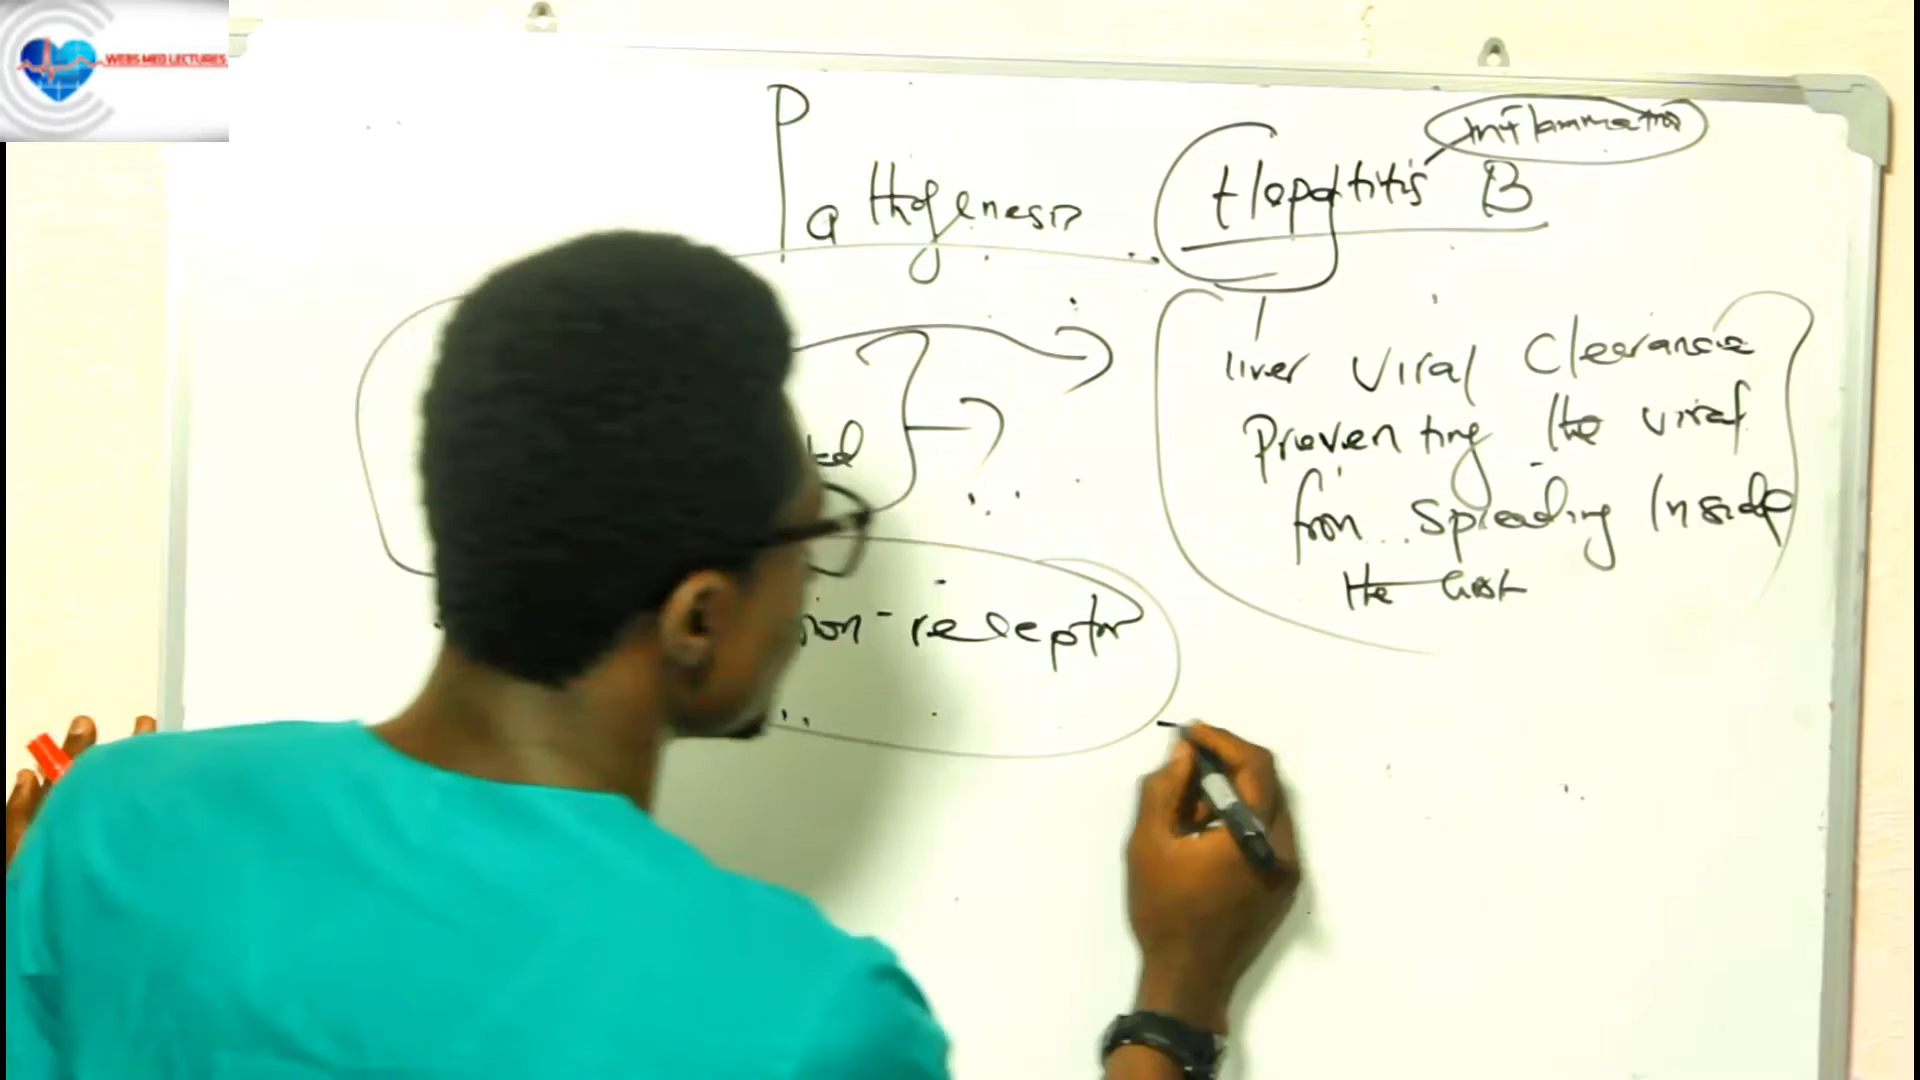 WEBS MED LECTURES
inflammation
Pathogenesis Hepatitis B
liver Viral Clearance
Preventing the viral
from spreading Inside
the host
receptor